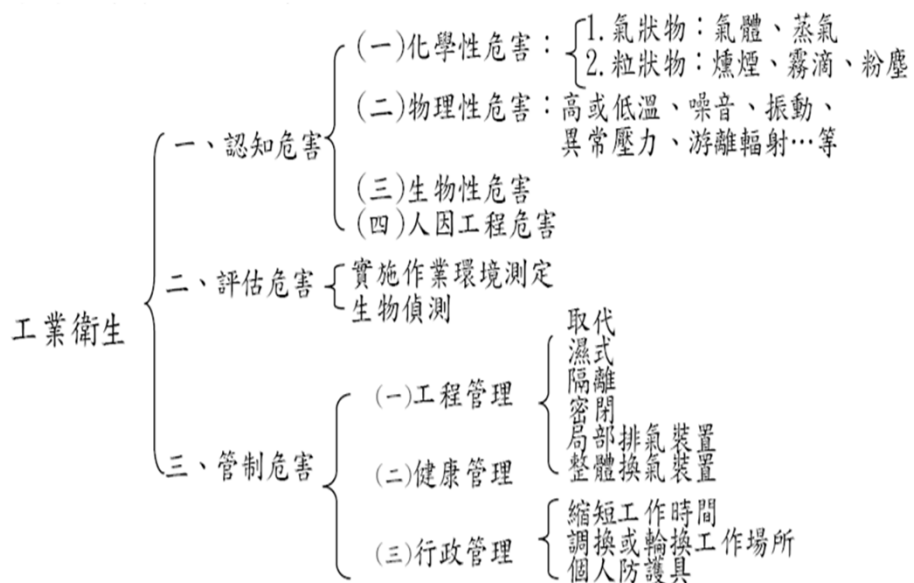 工業衛生
一、認知危害
(一)化學性危害：
1.氣狀物：氣體、蒸氣
2.粒狀物：燻煙、霧滴、粉塵
(二)物理性危害：高或低溫、噪音、振動、
異常壓力、游離輻射…等
(三)生物性危害
(四)人因工程危害
二、評估危害
實施作業環境測定
生物偵測
三、管制危害
(一)工程管理
取代
濕式
隔離
密閉
局部排氣裝置
整體換氣裝置
(二)健康管理
(三)行政管理
縮短工作時間
調換或輪換工作場所
個人防護具